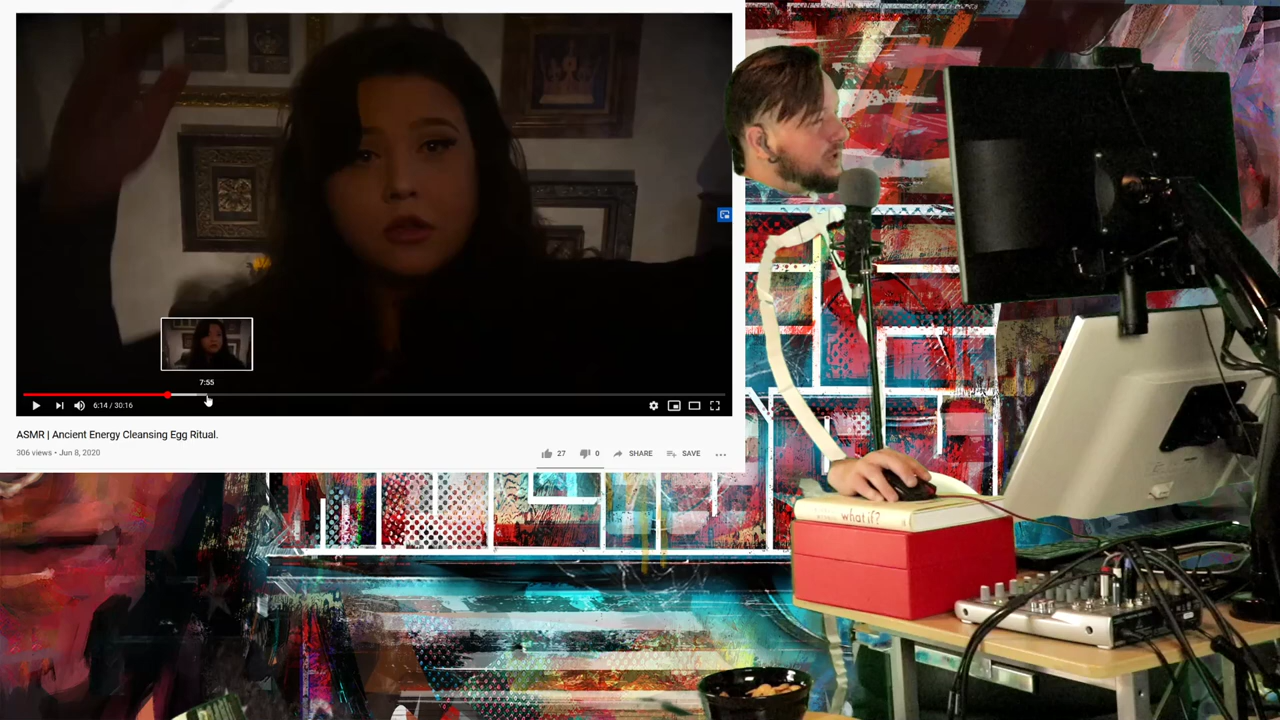 7:55
6:14 / 30:16
ASMR | Ancient Energy Cleansing Egg Ritual.
306 views • Jun 8, 2020
27
0
SHARE
SAVE
what if?